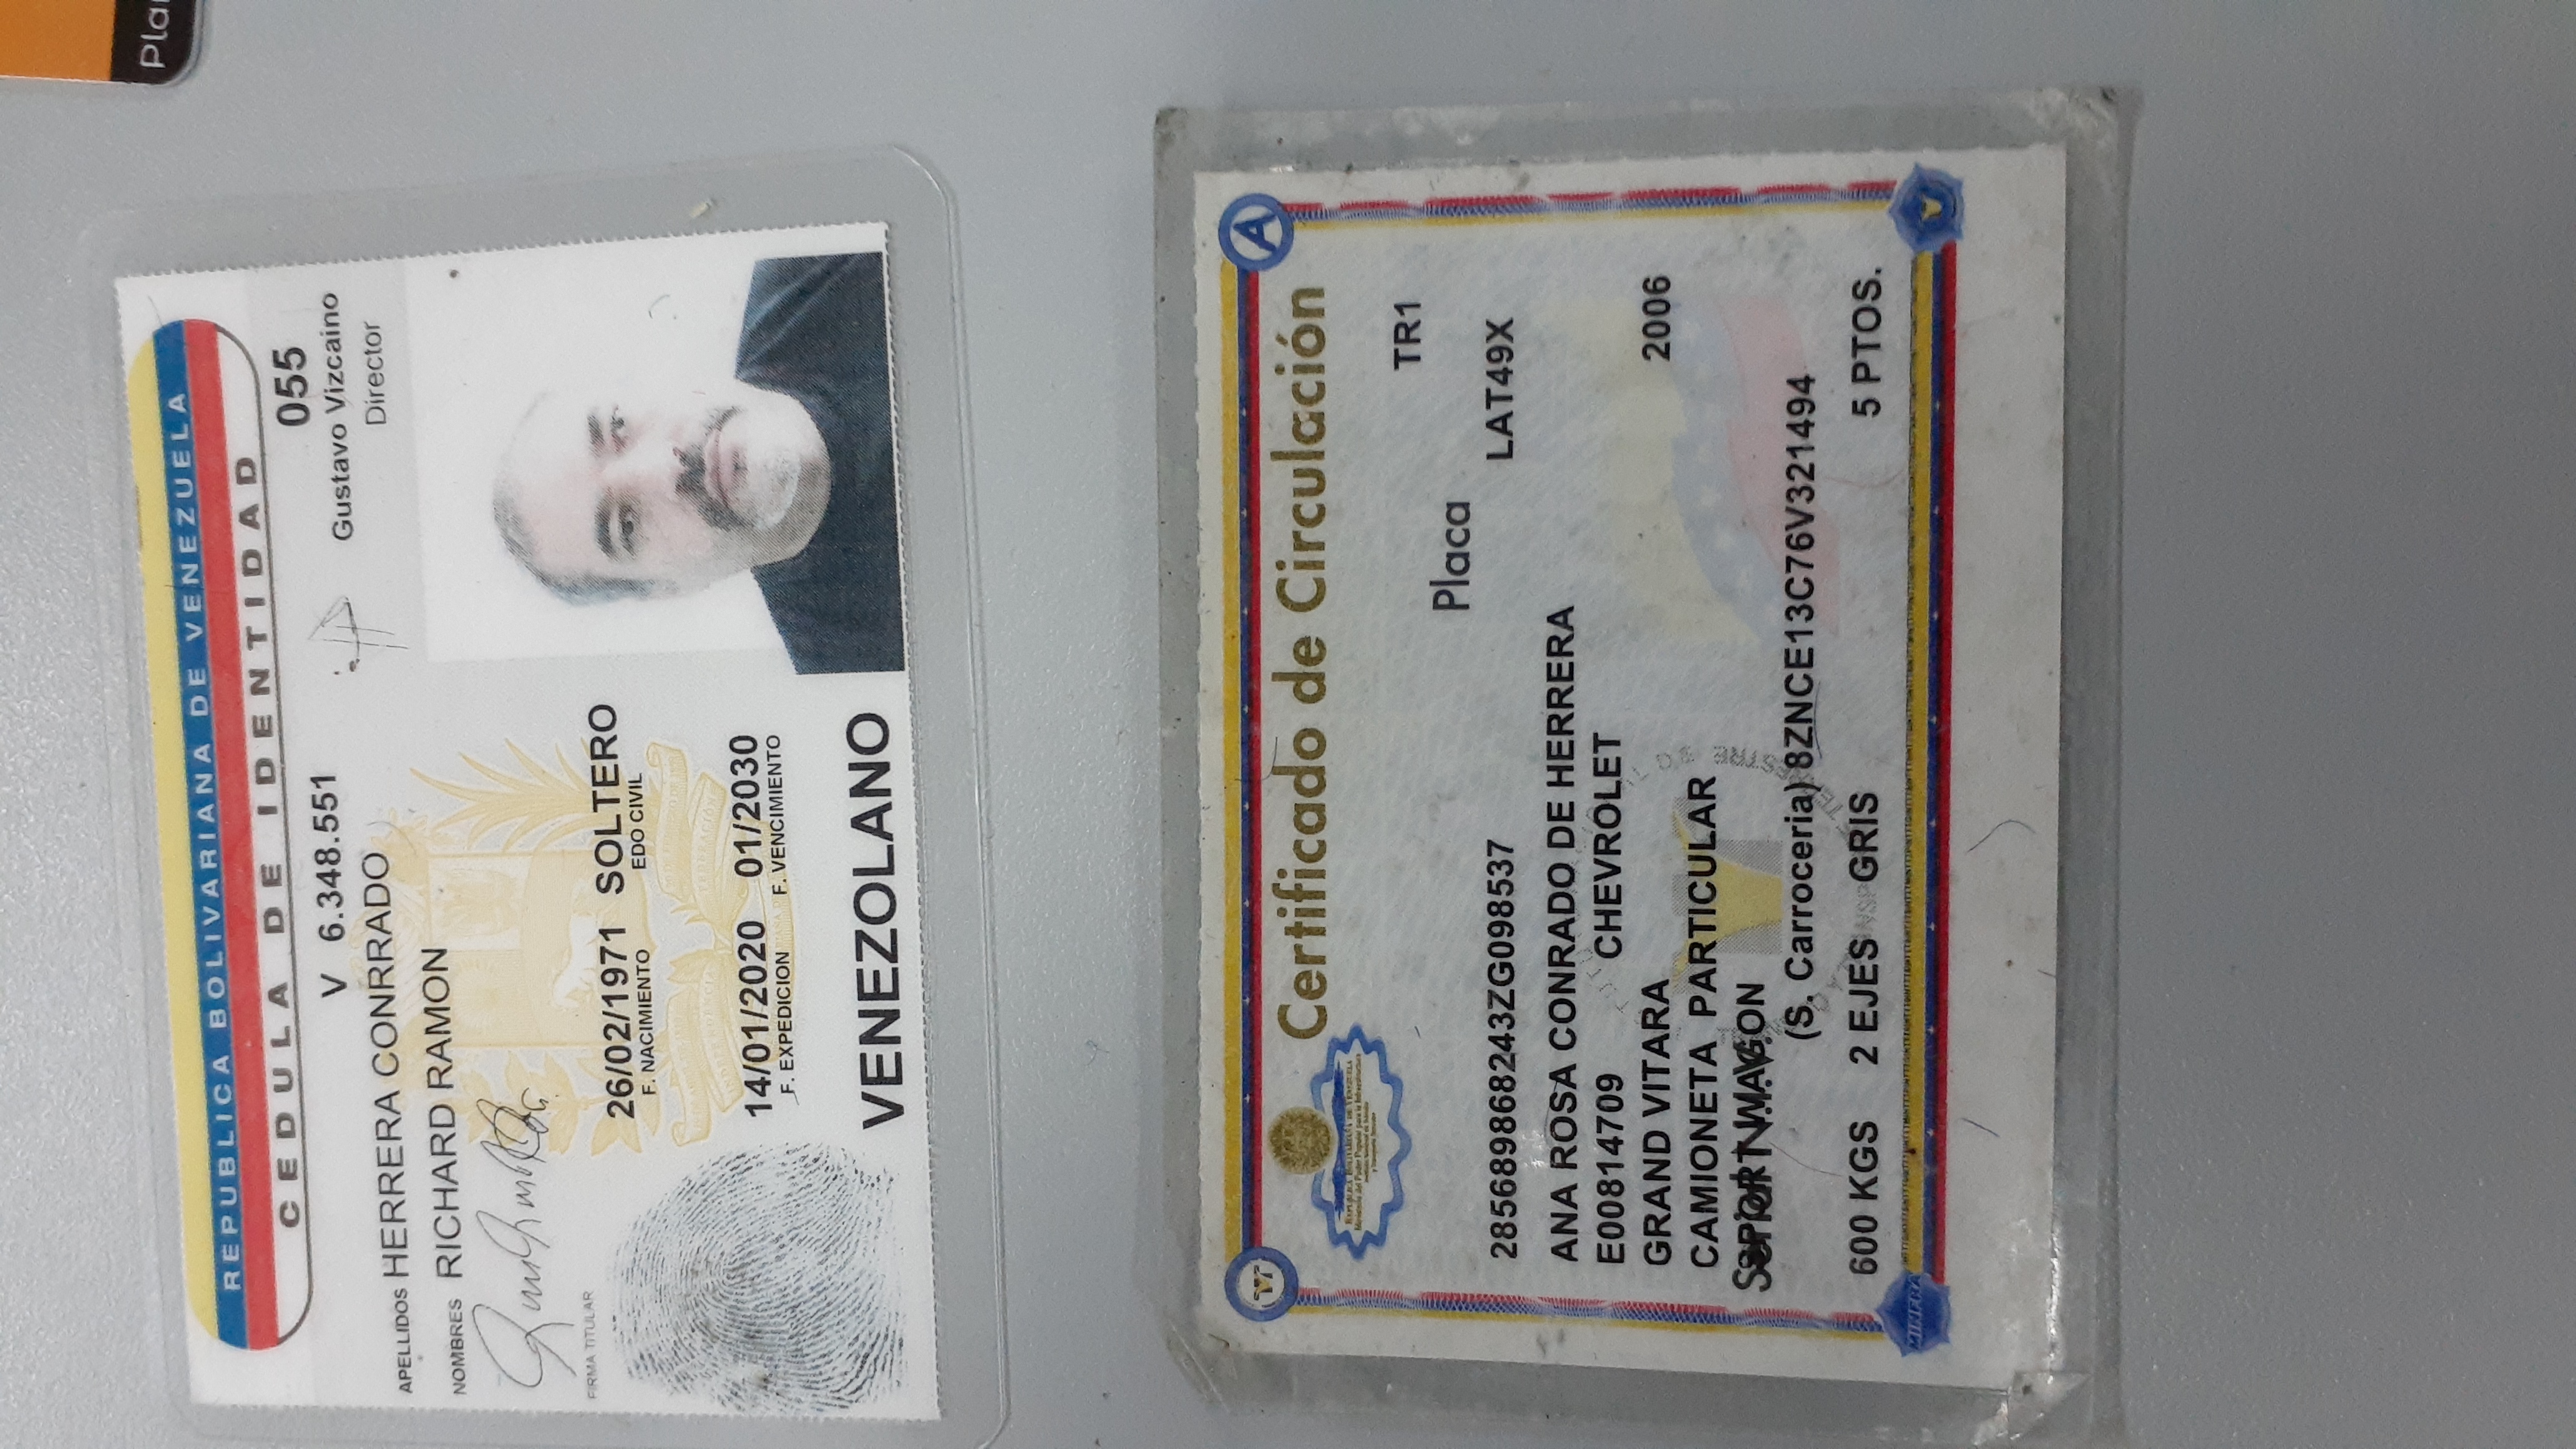 Pla
REPUBLICA BOLIVARIANA DE VENEZUELA
CEDULA DE IDENTIDAD
V 6.348.551
055
Gustavo Vizcaino
Director
APELLIDOS HERRERA CONRRADO
NOMBRES RICHARD RAMON
FIRMA TITULAR
26/02/1971 SOLTERO
F. NACIMIENTO EDO CIVIL
INDEPENDENCIA FEDERACIÓN
14/01/2020 01/2030
F. EXPEDICION F. VENCIMIENTO
VENEZOLANO
A
Certificado de Circulación
REPUBLICA BOLIVARIANA DE VENEZUELA
Ministerio del Poder Popular para la Infraestructura
TR1
Placa
285689868243ZG098537 LAT49X
ANA ROSA CONRADO DE HERRERA
E00814709 CHEVROLET
GRAND VITARA 2006
CAMIONETA PARTICULAR
Serial N.I.V.
SPORT WAGON
(S. Carroceria) 8ZNCE13C76V321494
600 KGS 2 EJES GRIS 5 PTOS.
MINFRA